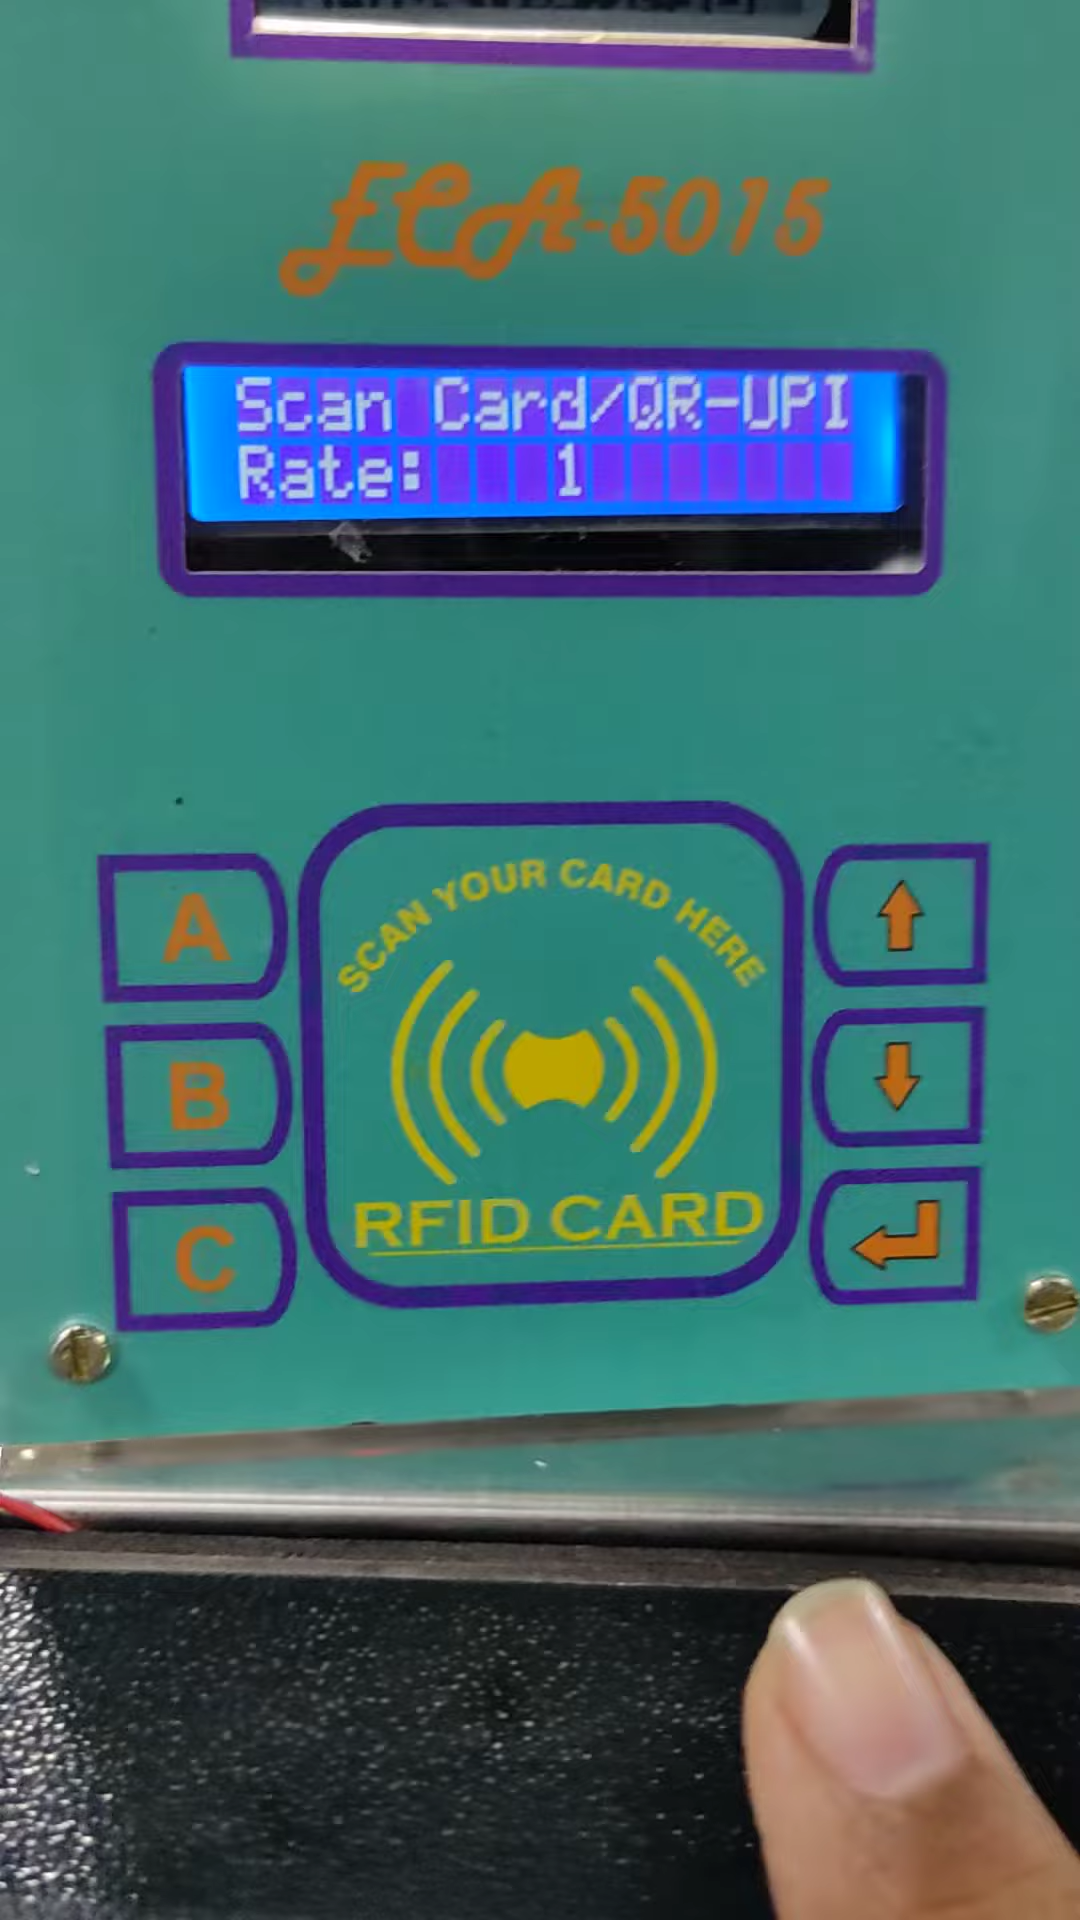 ECA-5015
Scan Card/QR-UPI
Rate: 1
A
SCAN YOUR CARD HERE
B
RFID CARD
C